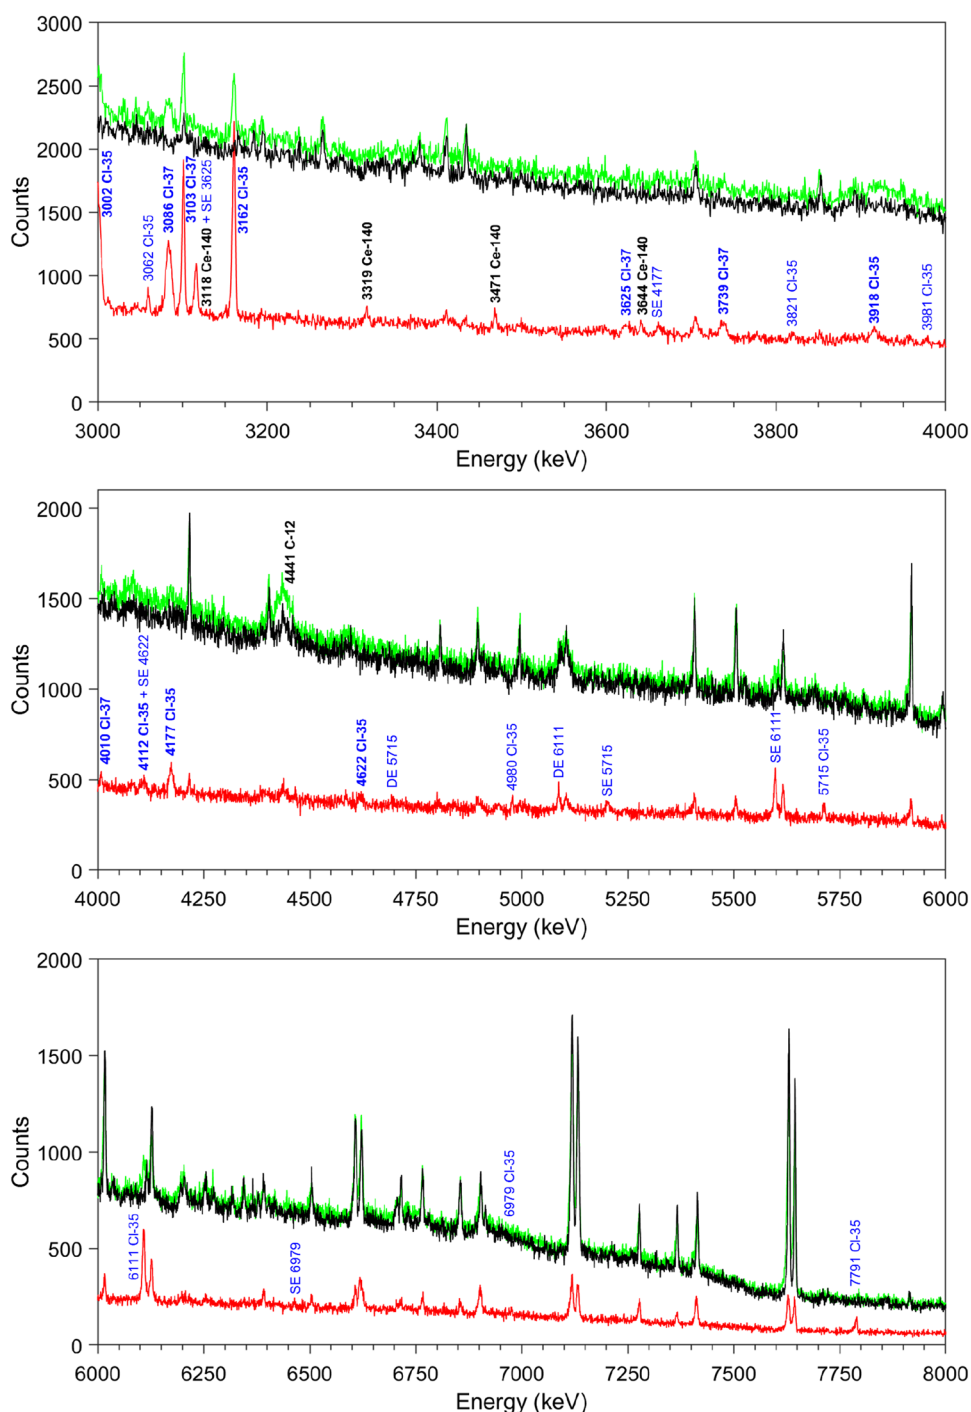 3000
2500
2000
1500
1000
500
0
Counts
3002 Cl-35
3062 Cl-35
3086 Cl-37
3103 Cl-37
3118 Ce-140 + SE 3625
3162 Cl-35
3319 Ce-140
3471 Ce-140
3625 Cl-37
3644 Ce-140
SE 4177
3739 Cl-37
3821 Cl-35
3918 Cl-35
3981 Cl-35
3000 3200 3400 3600 3800 4000
Energy (keV)
2000
1500
1000
500
0
Counts
4441 C-12
4010 Cl-37
4112 Cl-35 + SE 4622
4177 Cl-35
4622 Cl-35
DE 5715
4980 Cl-35
DE 6111
SE 5715
SE 6111
5715 Cl-35
4000 4250 4500 4750 5000 5250 5500 5750 6000
Energy (keV)
2000
1500
1000
500
0
Counts
6111 Cl-35
SE 6979
6979 Cl-35
7791 Cl-35
6000 6250 6500 6750 7000 7250 7500 7750 8000
Energy (keV)